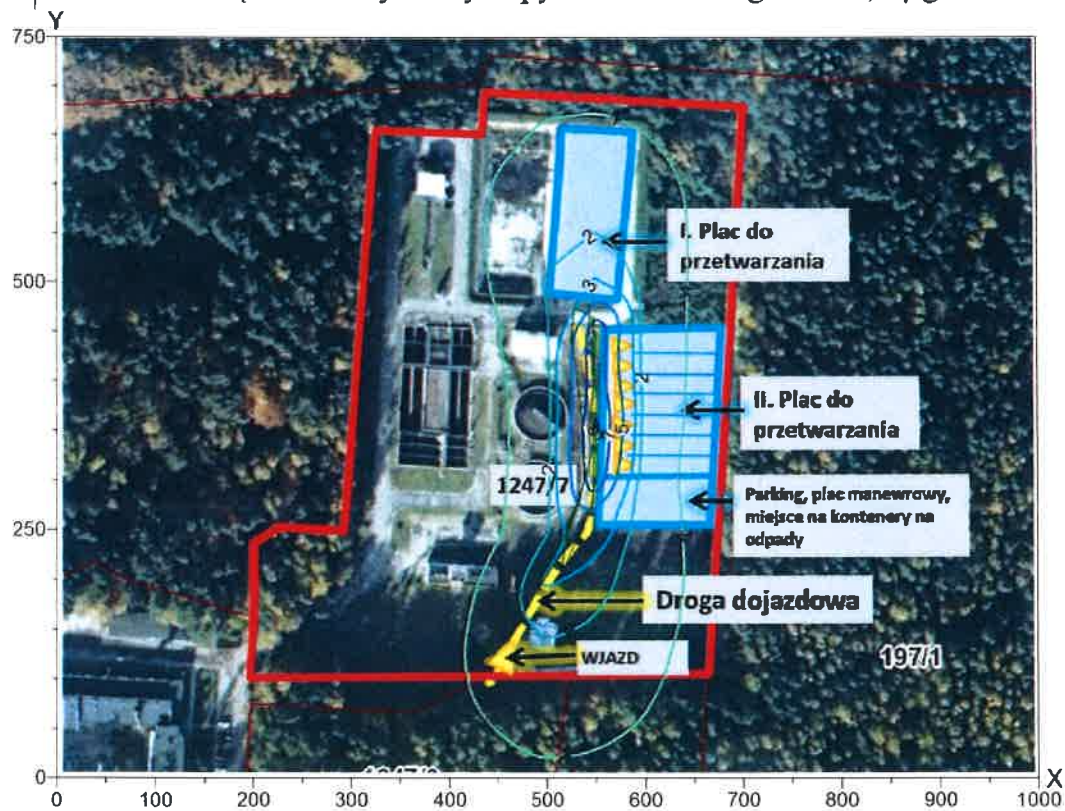 Y
750
I. Plac do
przetwarzania
2
500
3
II. Plac do
przetwarzania
2
5
1247/7
2
Parking, plac manewrowy,
miejsce na kontenery na
odpady
250
Droga dojazdowa
WJAZD
197/1
0
0 100 200 300 400 500 600 700 800 900 1000 X